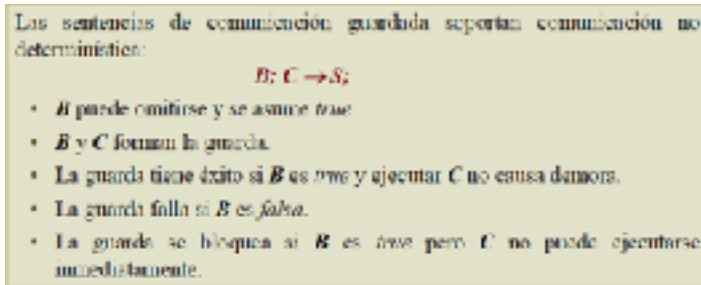 Las sentencias de comunicación guardada soportan comunicación no
determinística:
B; C → S;
• B puede omitirse y se asume true.
• B y C forman la guarda.
• La guarda tiene éxito si B es true y ejecutar C no causa demora.
• La guarda falla si B es falsa.
• La guarda se bloquea si B es true pero C no puede ejecutarse
inmediatamente.